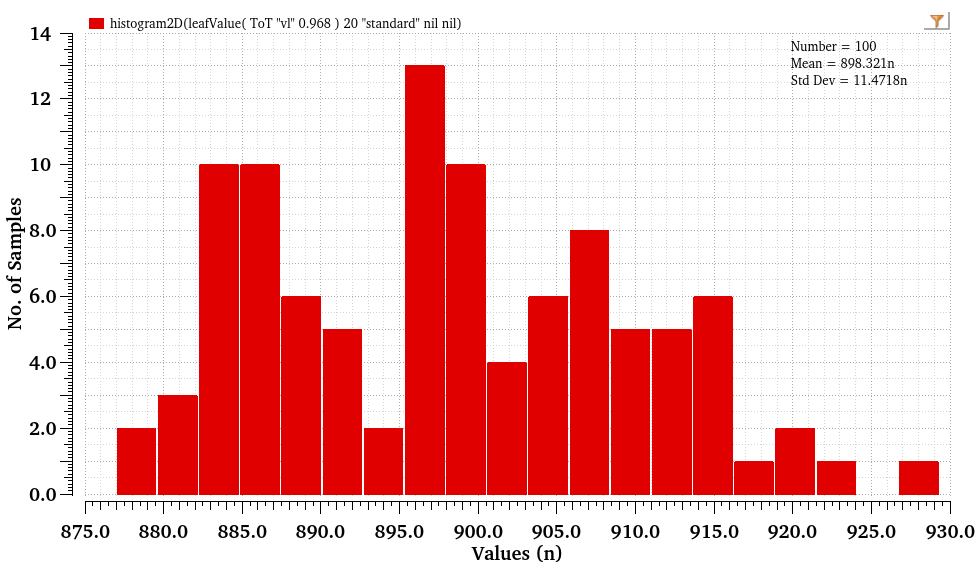 histogram2D(leafValue( ToT "vl" 0.968 ) 20 "standard" nil nil)
Number = 100
Mean = 898.321n
Std Dev = 11.4718n
No. of Samples
14
12
10
8.0
6.0
4.0
2.0
0.0
875.0 880.0 885.0 890.0 895.0 900.0 905.0 910.0 915.0 920.0 925.0 930.0
Values (n)